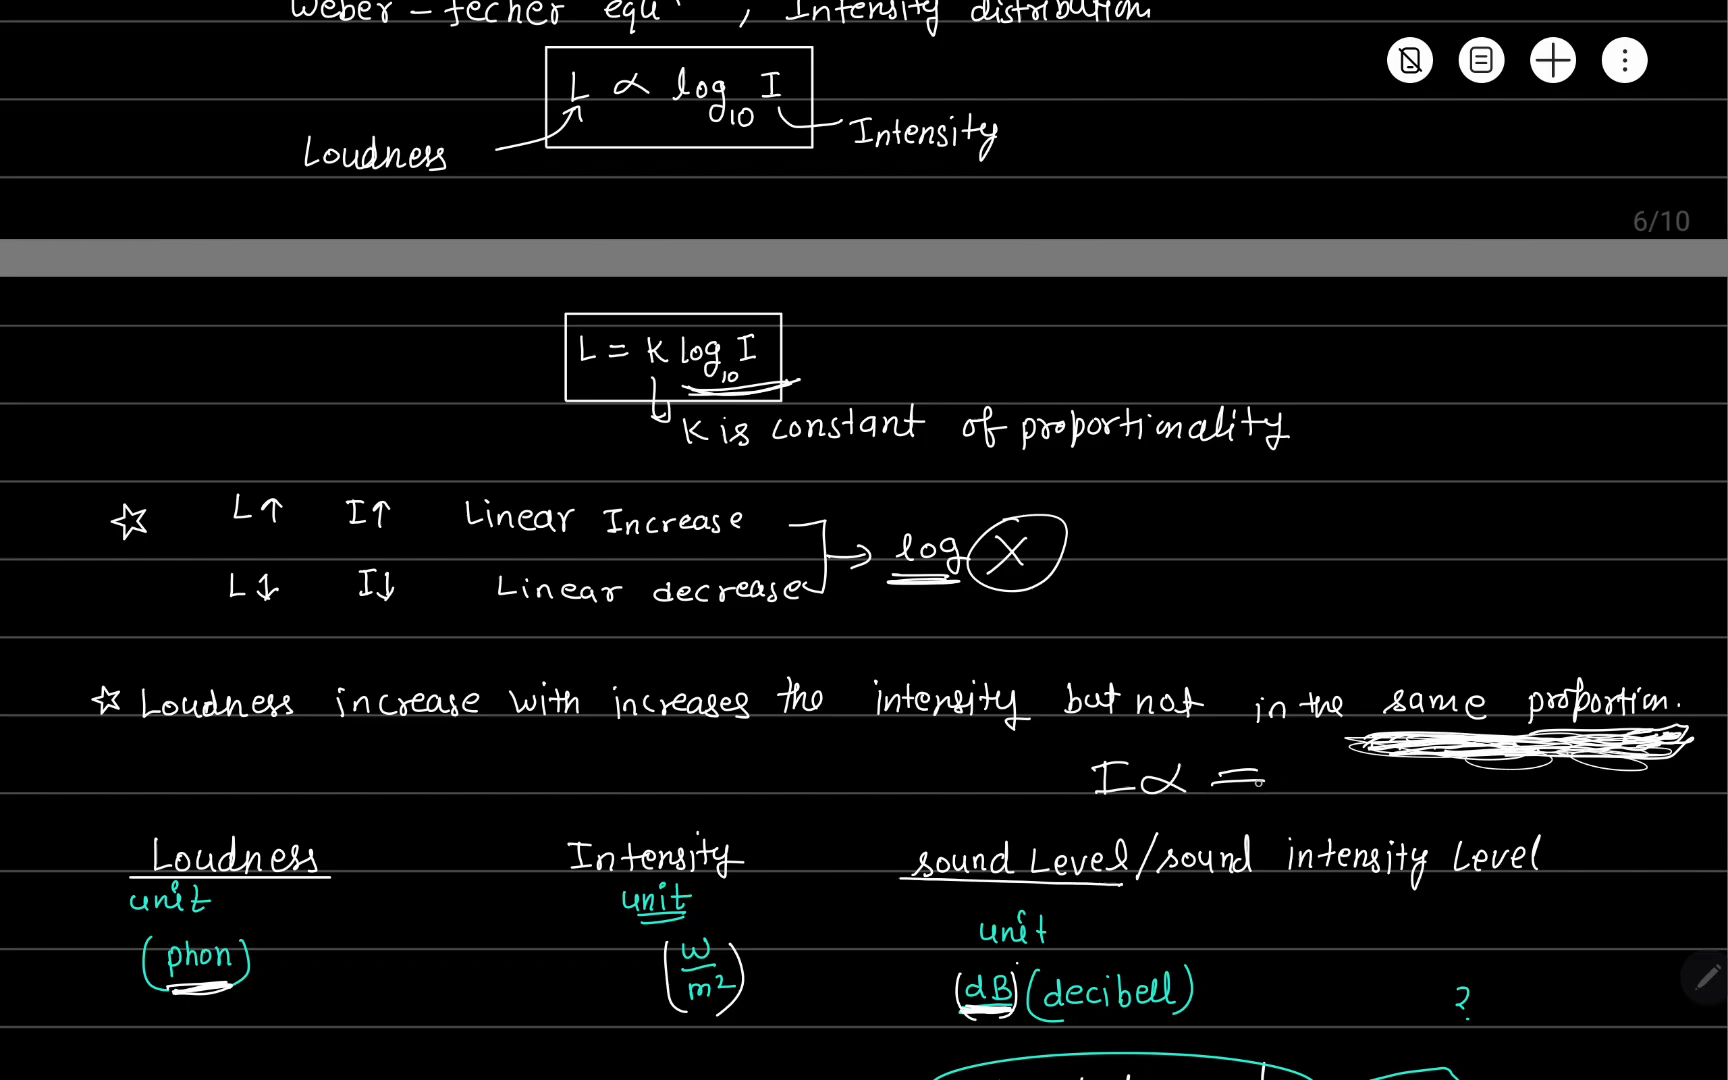 Weber - fecher equⁿ , Intensity distribution
L ∝ log₁₀ I
Loudness
Intensity
6/10
L = K log₁₀ I
K is constant of proportionality
☆ L↑ I↑ Linear Increase
L↓ I↓ Linear decrease
→ log X
☆ Loudness increase with increases the intensity but not in the same proportion.
I ∝ =
Loudness Intensity sound Level/sound intensity Level
unit unit unit
(phon) (W/m²) (dB) (decibell) ?